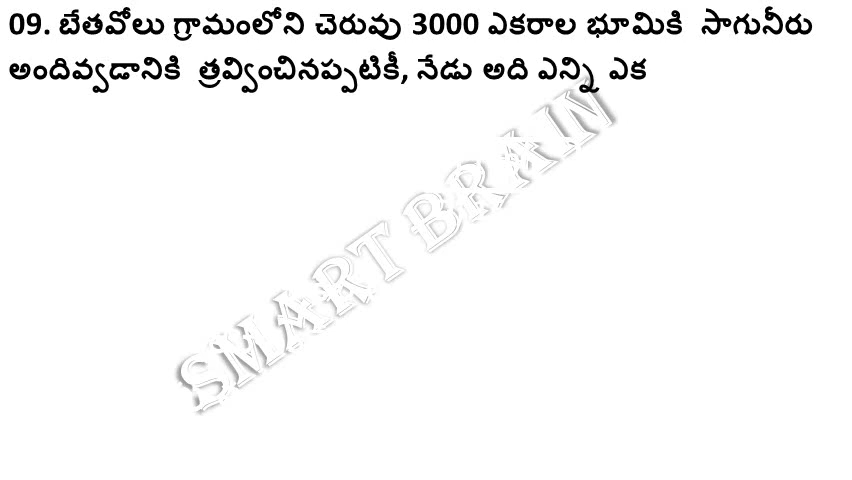 09. బేతవోలు గ్రామంలోని చెరువు 3000 ఎకరాల భూమికి సాగునీరు
అందివ్వడానికి త్రవ్వించినప్పటికీ, నేడు అది ఎన్ని ఎక
SMART BRAIN